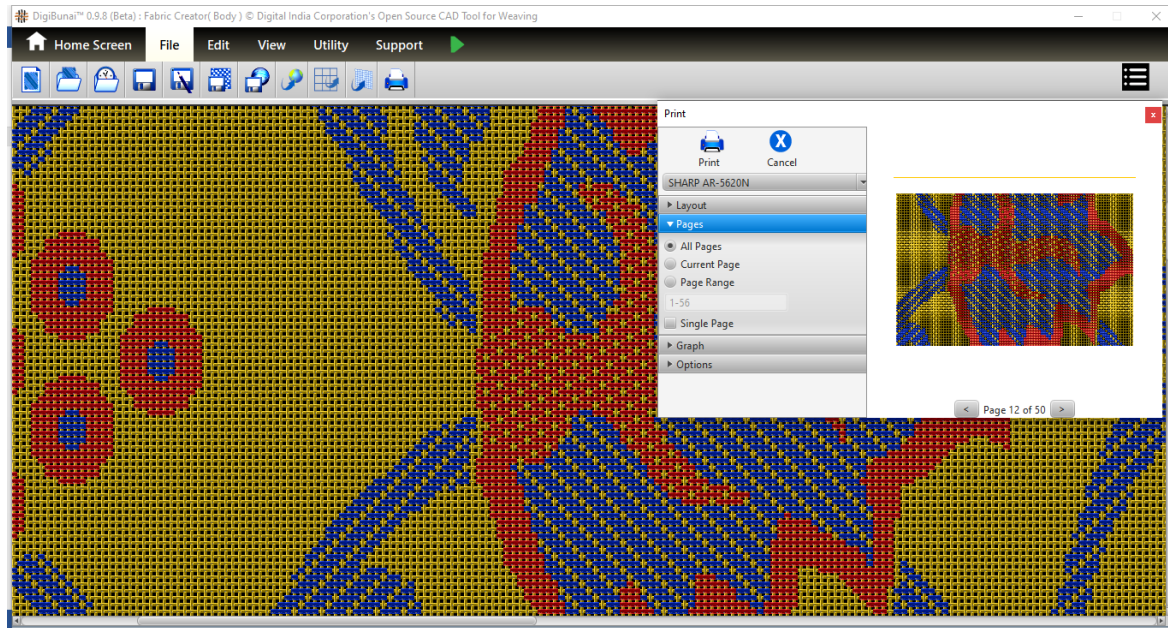 DigiBunai™ 0.9.8 (Beta) : Fabric Creator( Body ) © Digital India Corporation's Open Source CAD Tool for Weaving
Home Screen File Edit View Utility Support
Print
Print Cancel
SHARP AR-5620N
Layout
Pages
All Pages
Current Page
Page Range
1-56
Single Page
Graph
Options
< Page 12 of 50 >